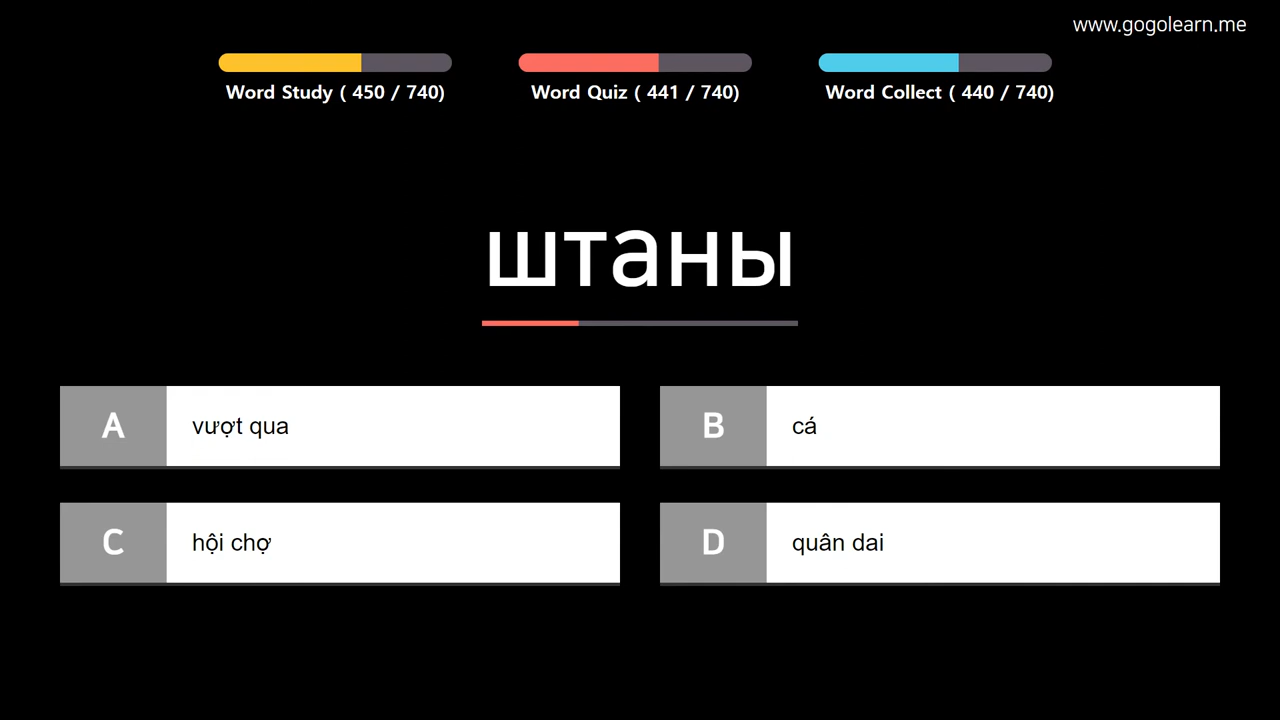 www.gogolearn.me
Word Study ( 450 / 740)
Word Quiz ( 441 / 740)
Word Collect ( 440 / 740)
штаны
A vượt qua
B cá
C hội chợ
D quân dai